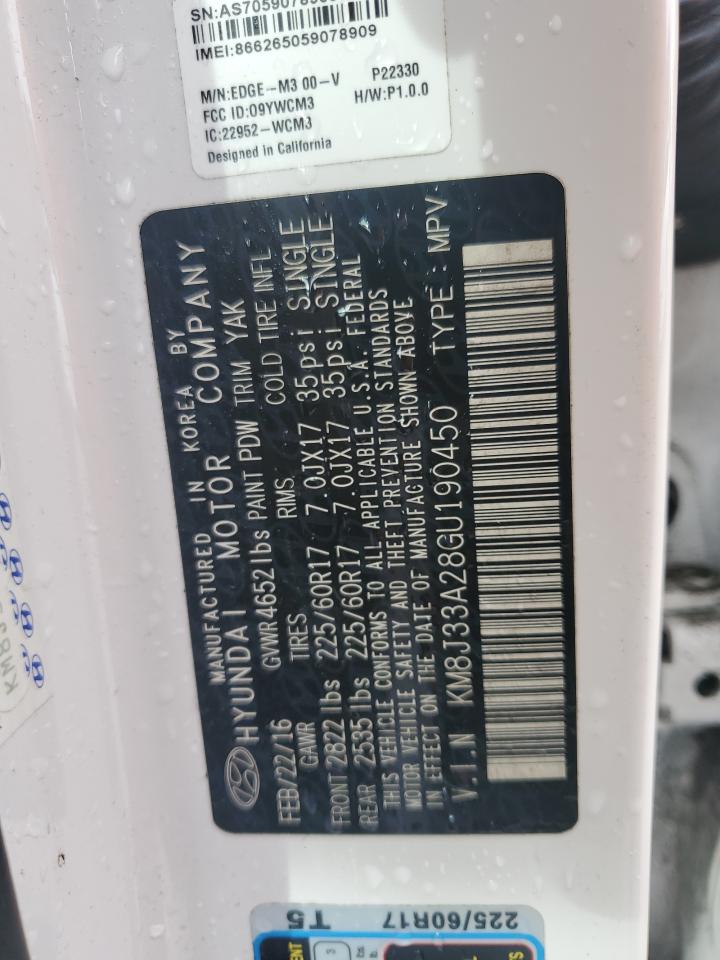 SN:AS705907890
IMEI:866265059078909
M/N:EDGE-M3 00-V P22330
FCC ID:O9YWCM3 H/W:P1.0.0
IC:22952-WCM3
Designed in California
MANUFACTURED IN KOREA BY
HYUNDAI MOTOR COMPANY
FEB/22/16 GVWR4652lbs PAINT PDW TRIM YAK
GAWR TIRES RIMS COLD TIRE INFL
FRONT 2822lbs 225/60R17 7.0JX17 35psi SINGLE
REAR 2535lbs 225/60R17 7.0JX17 35psi SINGLE
THIS VEHICLE CONFORMS TO ALL APPLICABLE U.S.A. FEDERAL
MOTOR VEHICLE SAFETY AND THEFT PREVENTION STANDARDS
IN EFFECT ON THE DATE OF MANUFACTURE SHOWN ABOVE
V.I.N KM8J33A28GU190450 TYPE: MPV
225/60R17 T5